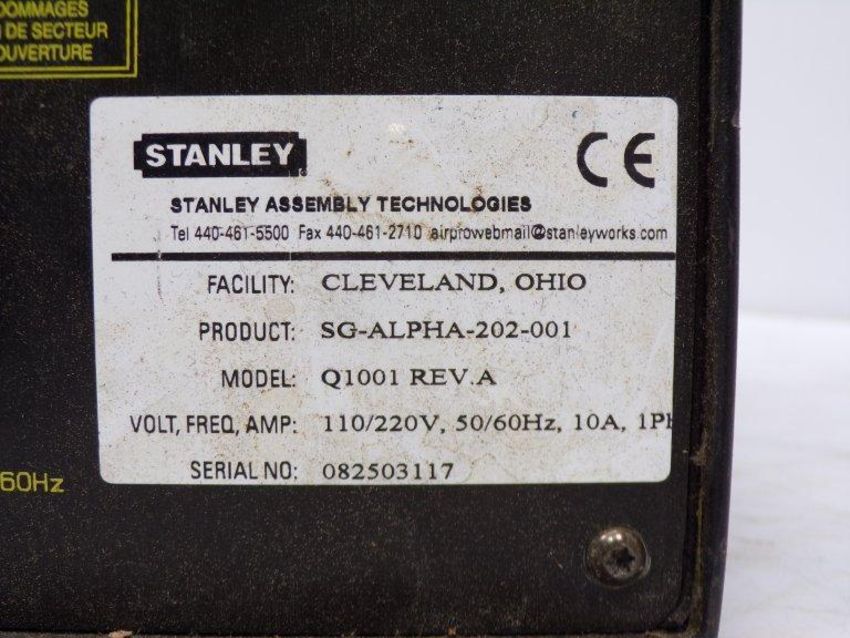 DOMMAGES
DE SECTEUR
OUVERTURE
STANLEY
CE
STANLEY ASSEMBLY TECHNOLOGIES
Tel 440-461-5500 Fax 440-461-2710 airprowebmail@stanleyworks.com
FACILITY: CLEVELAND, OHIO
PRODUCT: SG-ALPHA-202-001
MODEL: Q1001 REV.A
VOLT, FREQ, AMP: 110/220V, 50/60Hz, 10A, 1PH
SERIAL NO: 082503117
60Hz